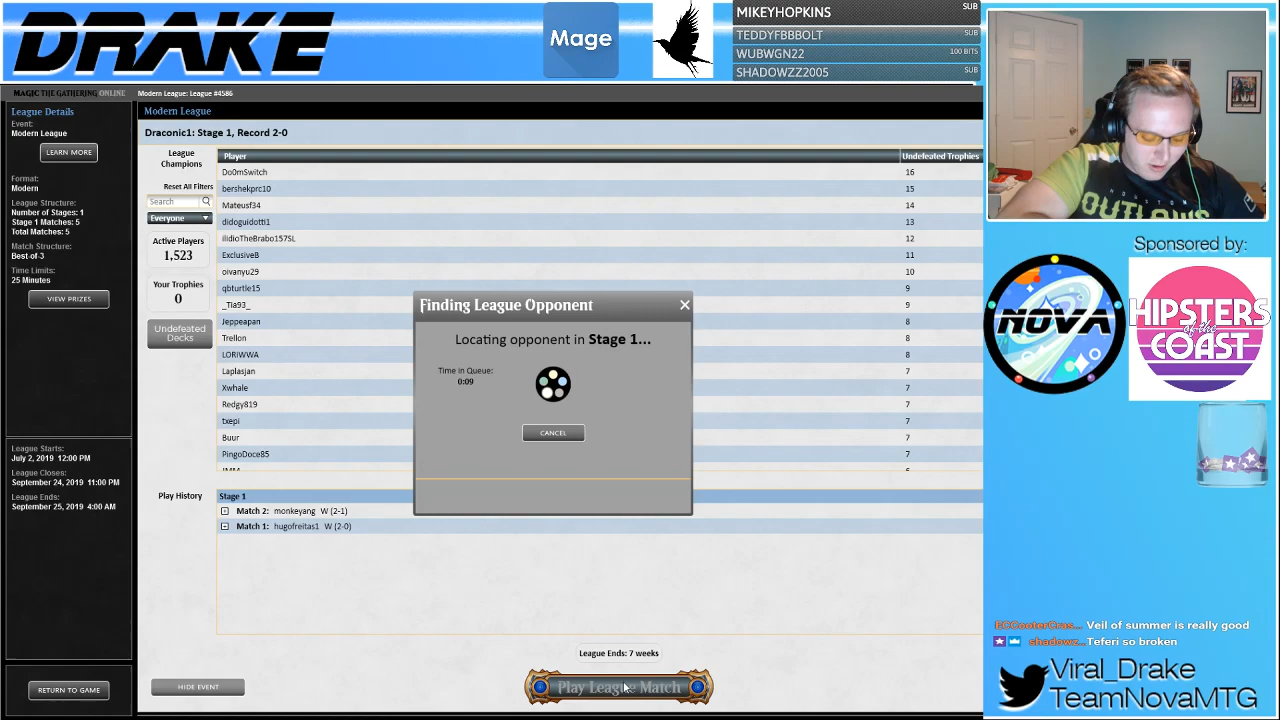 DRAKE
Mage
MIKEYHOPKINS SUB
TEDDYFBBBOLT SUB
WUBWGN22 100 BITS
SHADOWZZ2005 SUB
MAGIC THE GATHERING ONLINE
Modern League: League #4586
League Details
Event:
Modern League
LEARN MORE
Format:
Modern
League Structure:
Number of Stages: 1
Stage 1 Matches: 5
Total Matches: 5
Match Structure:
Best-of-3
Time Limits:
25 Minutes
VIEW PRIZES
League Starts:
July 2, 2019 12:00 PM
League Closes:
September 24, 2019 11:00 PM
League Ends:
September 25, 2019 4:00 AM
RETURN TO GAME
Modern League
Draconic1: Stage 1, Record 2-0
League
Champions
Reset All Filters
Search
Everyone
Active Players
1,523
Your Trophies
0
Undefeated
Decks
Player Undefeated Trophies
Do0mSwitch 16
bershekprc10 15
Mateusf34 14
didoguidotti1 13
ilidioTheBrabo157SL 12
ExclusiveB 11
oivanyu29 10
qbturtle15 9
_Tia93_ 9
Jeppeapan 8
Trellon 8
LORIWWA 8
Laplasjan 7
Xwhale 7
Redgy819 7
txepi 7
Buur 7
PingoDoce85 7
Finding League Opponent
Locating opponent in Stage 1...
Time in Queue:
0:09
CANCEL
Play History
Stage 1
Match 2: monkeyang W (2-1)
Match 1: hugofreitas1 W (2-0)
League Ends: 7 weeks
HIDE EVENT
Play League Match
OUTLAWS
Sponsored by:
NOVA
HIPSTERS
of the
COAST
ECCooterCras... Veil of summer is really good
shadowz... Teferi so broken
Viral_Drake
TeamNovaMTG